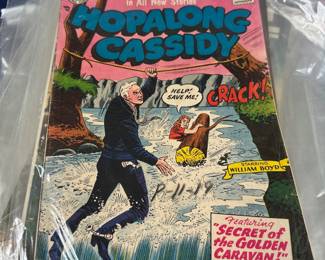 In All New Stories
HOPALONG
CASSIDY
HELP!
SAVE ME!
CRACK!
STARRING
WILLIAM BOYD
P-11-19
Featuring
"SECRET of
the GOLDEN
CARAVAN!"